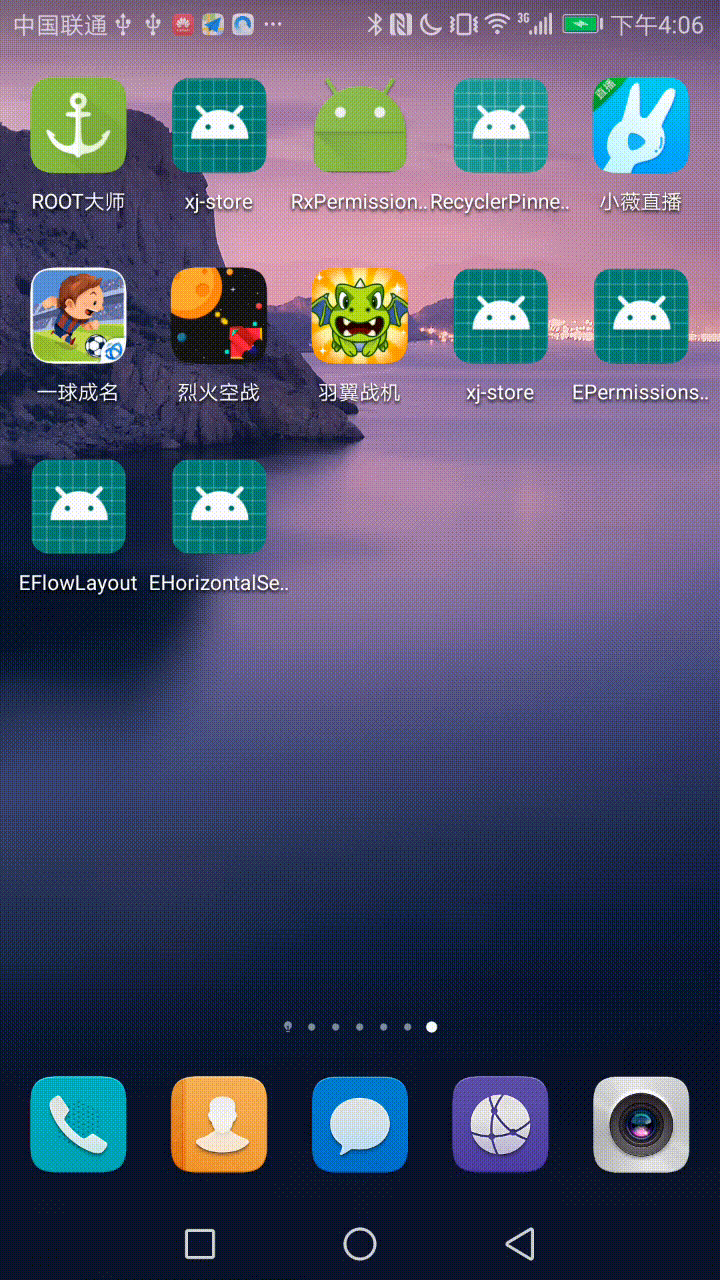 中国联通 3G 下午4:06
ROOT大师 xj-store RxPermission.. RecyclerPinne.. 直播 小薇直播
一球成名 烈火空战 羽翼战机 xj-store EPermissions..
EFlowLayout EHorizontalSe..